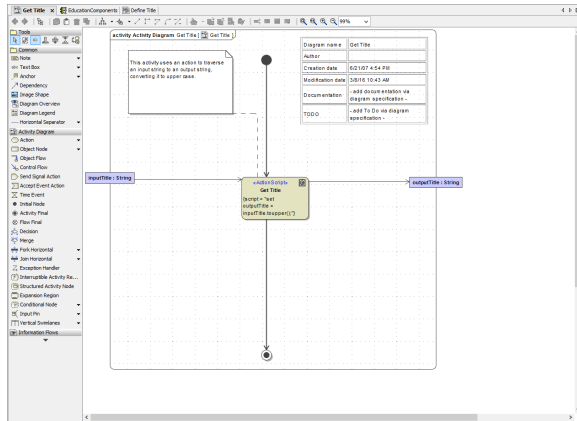 Get Title
EducationComponents
Define Title
99%
Tools
Common
Note
Text Box
Anchor
Dependency
Image Shape
Diagram Overview
Diagram Legend
Horizontal Separator
Activity Diagram
Action
Object Node
Object Flow
Control Flow
Send Signal Action
Accept Event Action
Time Event
Initial Node
Activity Final
Flow Final
Decision
Merge
Fork Horizontal
Join Horizontal
Exception Handler
Interruptible Activity Re...
Structured Activity Node
Expansion Region
Conditional Node
Input Pin
Vertical Swimlanes
Information Flows
activity Activity Diagram Get Title [ Get Title ]
This activity uses an action to traverse
an input string to an output string,
converting it to upper case.
Diagram name Get Title
Author
Creation date 6/21/07 4:54 PM
Modification date 3/8/16 10:43 AM
Documentation - add documentation via
diagram specification -
TODO - add To Do via diagram
specification -
inputTitle : String
«ActionScript»
Get Title
{script = "set
outputTitle =
inputTitle.toupper();"}
outputTitle : String